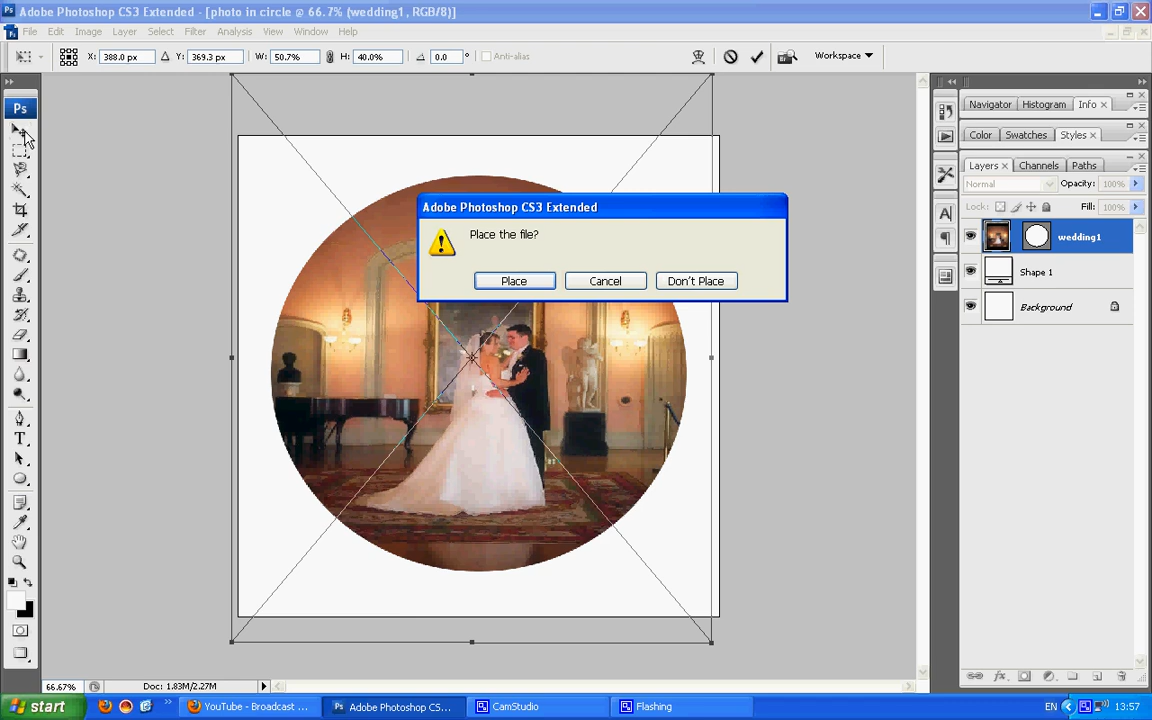 Adobe Photoshop CS3 Extended - [photo in circle @ 66.7% (wedding1, RGB/8)]
File Edit Image Layer Select Filter Analysis View Window Help
X: 388.0 px Y: 369.3 px W: 50.7% H: 40.0% 0.0 ° Anti-alias Workspace
Ps
Navigator Histogram Info x
Color Swatches Styles x
Layers x Channels Paths
Normal Opacity: 100%
Lock: Fill: 100%
wedding1
Shape 1
Background
Adobe Photoshop CS3 Extended
Place the file?
Place Cancel Don't Place
66.67% Doc: 1.83M/2.27M
start YouTube - Broadcast ... Adobe Photoshop CS... CamStudio Flashing EN 13:57